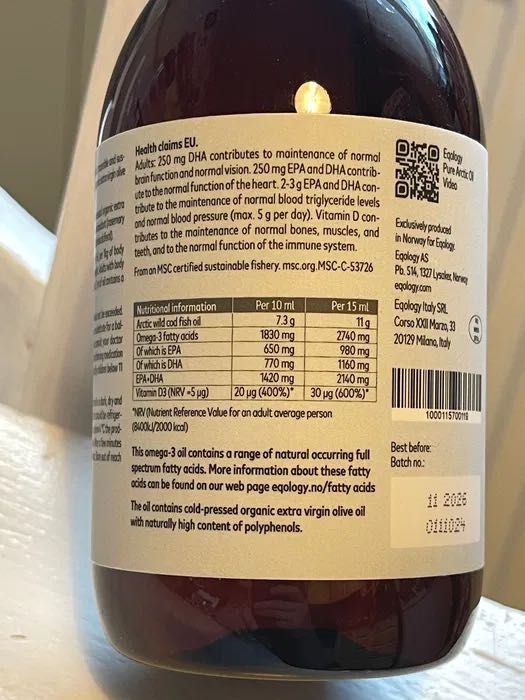 Health claims EU.
Adults: 250 mg DHA contributes to maintenance of normal
brain function and normal vision. 250 mg EPA and DHA contrib-
ute to the normal function of the heart. 2-3 g EPA and DHA con-
tribute to the maintenance of normal blood triglyceride levels
and normal blood pressure (max. 5 g per day). Vitamin D con-
tributes to the maintenance of normal bones, muscles, and
teeth, and to the normal function of the immune system.
From an MSC certified sustainable fishery. msc.org.MSC-C-53726
Nutritional information Per 10 ml Per 15 ml
Arctic wild cod fish oil 7.3 g 11 g
Omega-3 fatty acids 1830 mg 2740 mg
Of which is EPA 650 mg 980 mg
Of which is DHA 770 mg 1160 mg
EPA+DHA 1420 mg 2140 mg
Vitamin D3 (NRV =5 µg) 20 µg (400%)* 30 µg (600%)*
*NRV (Nutrient Reference Value for an adult average person
(8400kJ/2000 kcal)
This omega-3 oil contains a range of natural occurring full
spectrum fatty acids. More information about these fatty
acids can be found on our web page eqology.no/fatty acids
The oil contains cold-pressed organic extra virgin olive oil
with naturally high content of polyphenols.
Eqology
Pure Arctic Oil
Video
Exclusively produced
in Norway for Eqology.
Eqology AS
Pb. 514, 1327 Lysaker, Norway
eqology.com
Eqology Italy SRL
Corso XXII Marzo, 33
20129 Milano, Italy
1000115700116
Best before:
Batch no.:
11 2026
0111024